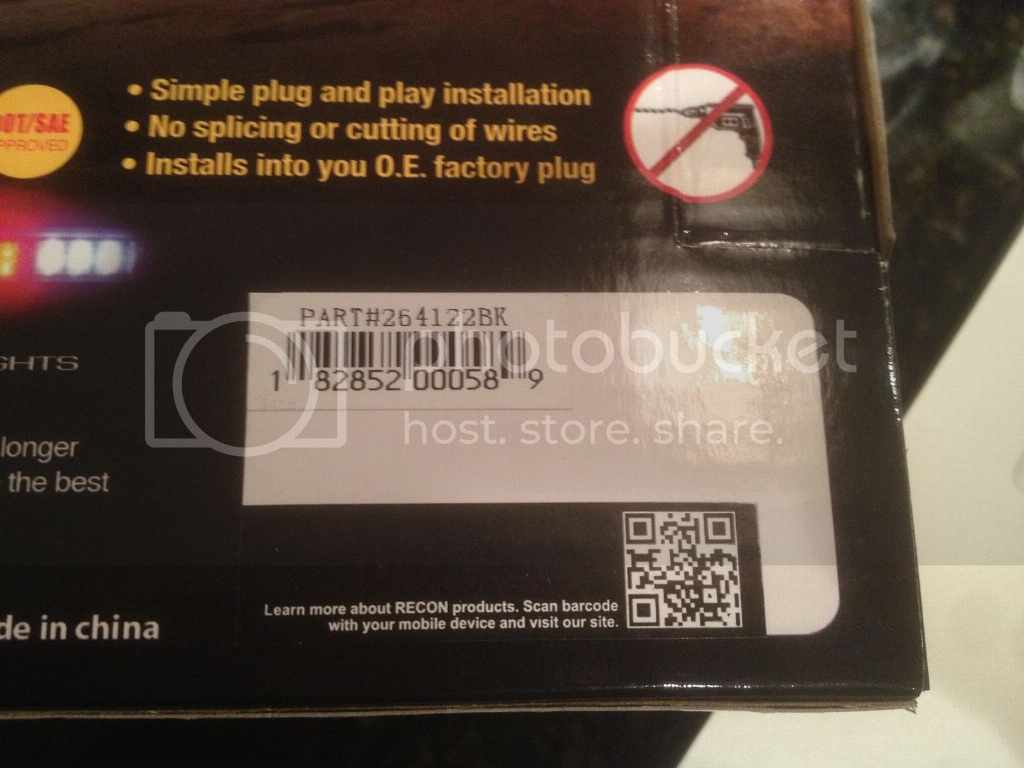 • Simple plug and play installation
• No splicing or cutting of wires
• Installs into you O.E. factory plug
OT/SAE
PPROVED
PART#264122BK
1 82852 00058 9
photobucket
host. store. share.
GHTS
longer
the best
Learn more about RECON products. Scan barcode
with your mobile device and visit our site.
de in china